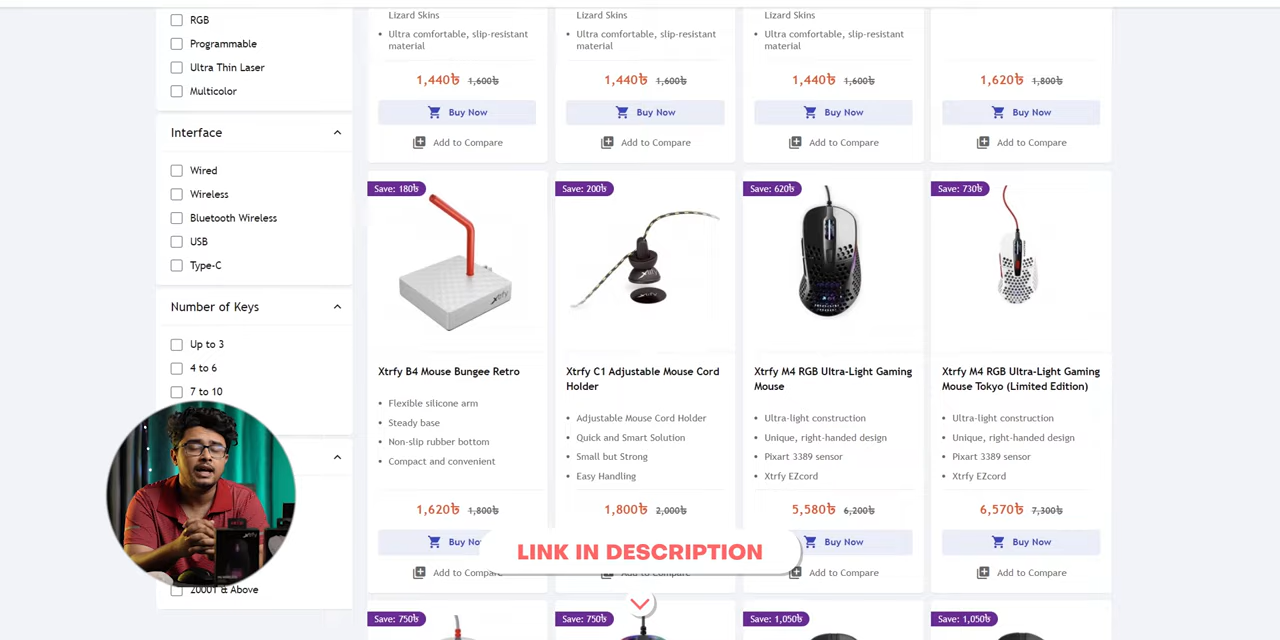 RGB
Programmable
Ultra Thin Laser
Multicolor
Interface
Wired
Wireless
Bluetooth Wireless
USB
Type-C
Number of Keys
Up to 3
4 to 6
7 to 10
20001 & Above
Lizard Skins
• Ultra comfortable, slip-resistant
material
1,440৳ 1,600৳
Buy Now
Add to Compare
Lizard Skins
• Ultra comfortable, slip-resistant
material
1,440৳ 1,600৳
Buy Now
Add to Compare
Lizard Skins
• Ultra comfortable, slip-resistant
material
1,440৳ 1,600৳
Buy Now
Add to Compare
1,620৳ 1,800৳
Buy Now
Add to Compare
Save: 180৳
xtrfy
Xtrfy B4 Mouse Bungee Retro
• Flexible silicone arm
• Steady base
• Non-slip rubber bottom
• Compact and convenient
1,620৳ 1,800৳
Buy Now
Add to Compare
Save: 200৳
Xtrfy C1 Adjustable Mouse Cord
Holder
• Adjustable Mouse Cord Holder
• Quick and Smart Solution
• Small but Strong
• Easy Handling
1,800৳ 2,000৳
Add to Compare
Save: 620৳
Xtrfy M4 RGB Ultra-Light Gaming
Mouse
• Ultra-light construction
• Unique, right-handed design
• Pixart 3389 sensor
• Xtrfy EZcord
5,580৳ 6,200৳
Buy Now
Add to Compare
Save: 730৳
Xtrfy M4 RGB Ultra-Light Gaming
Mouse Tokyo (Limited Edition)
• Ultra-light construction
• Unique, right-handed design
• Pixart 3389 sensor
• Xtrfy EZcord
6,570৳ 7,300৳
Buy Now
Add to Compare
LINK IN DESCRIPTION
Save: 750৳
Save: 750৳
Save: 1,050৳
Save: 1,050৳